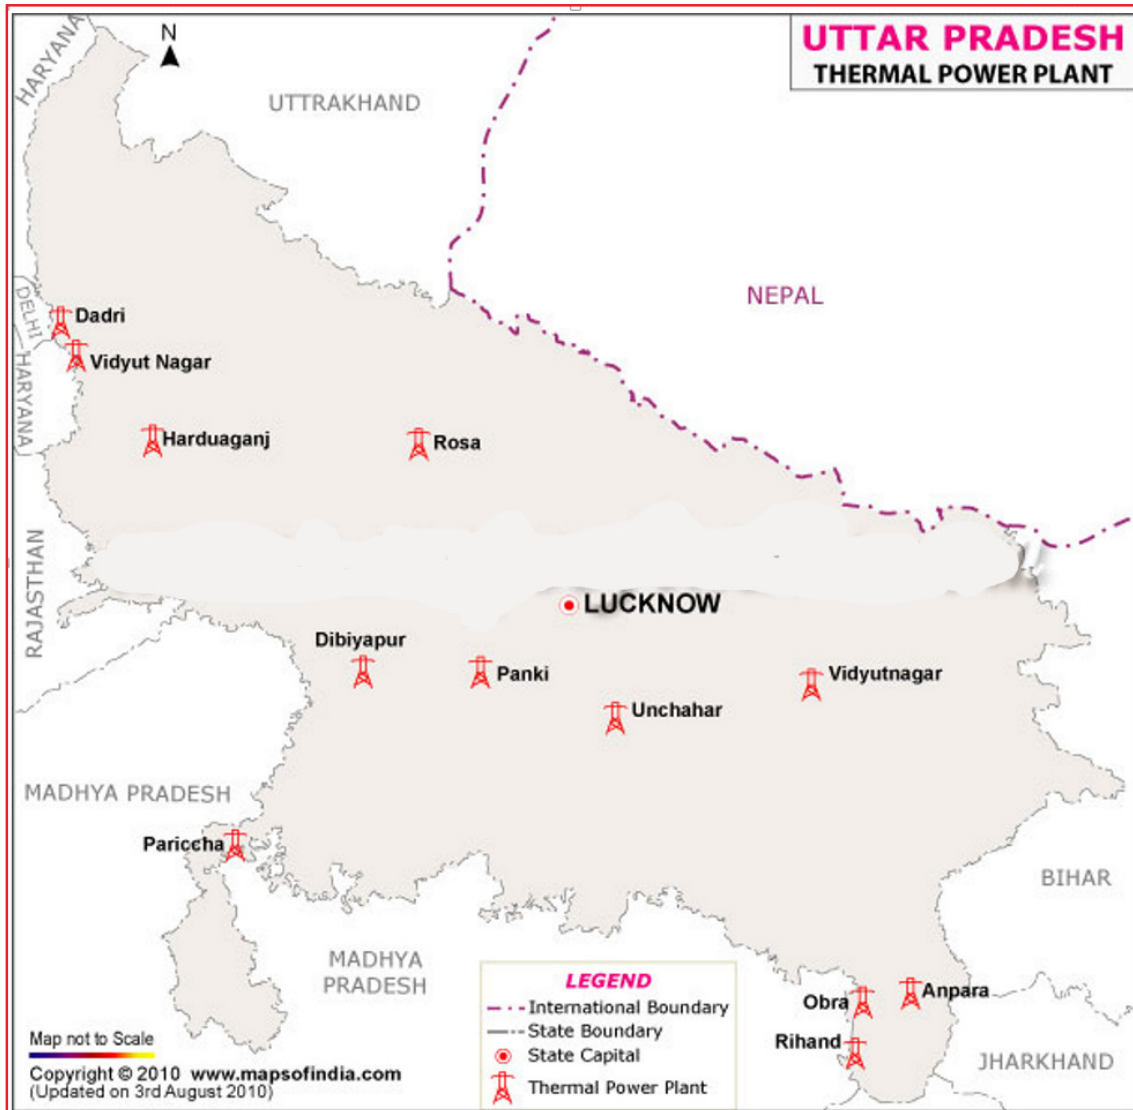 UTTAR PRADESH
THERMAL POWER PLANT
N
HARYANA
UTTRAKHAND
NEPAL
DELHI
Dadri
Vidyut Nagar
HARYANA
Harduaganj
Rosa
RAJASTHAN
LUCKNOW
Dibiyapur
Panki
Vidyutnagar
Unchahar
MADHYA PRADESH
Pariccha
BIHAR
MADHYA
PRADESH
Obra
Anpara
Rihand
JHARKHAND
LEGEND
International Boundary
State Boundary
State Capital
Thermal Power Plant
Map not to Scale
Copyright © 2010 www.mapsofindia.com
(Updated on 3rd August 2010)